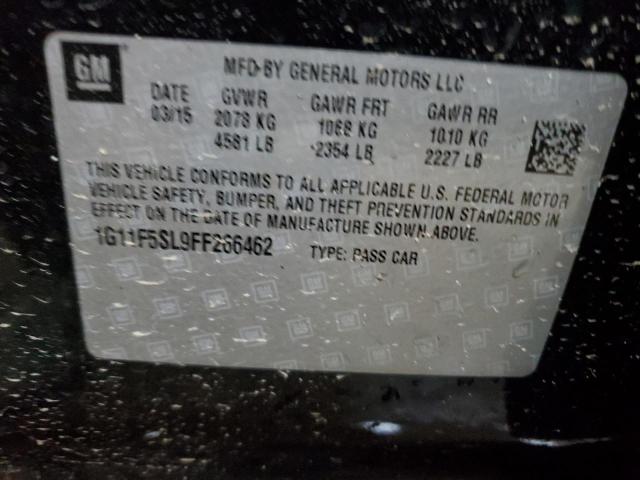 GM
MFD BY GENERAL MOTORS LLC
DATE GVWR GAWR FRT GAWR RR
03/15 2078 KG 1068 KG 1010 KG
4581 LB 2354 LB 2227 LB
THIS VEHICLE CONFORMS TO ALL APPLICABLE U.S. FEDERAL MOTOR
VEHICLE SAFETY, BUMPER, AND THEFT PREVENTION STANDARDS IN
EFFECT ON THE DATE OF MANUFACTURE SHOWN ABOVE.
1G11F5SL9FF286462 TYPE: PASS CAR